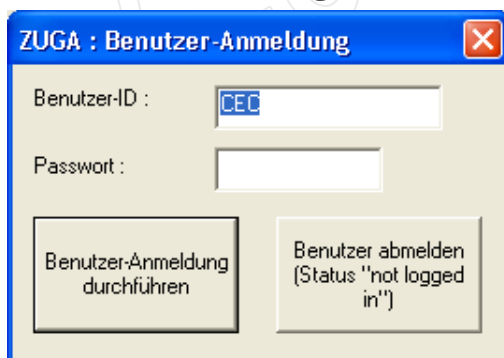 ZUGA : Benutzer-Anmeldung
Benutzer-ID :
CEC
Passwort :
Benutzer-Anmeldung
durchführen
Benutzer abmelden
(Status "not logged
in")